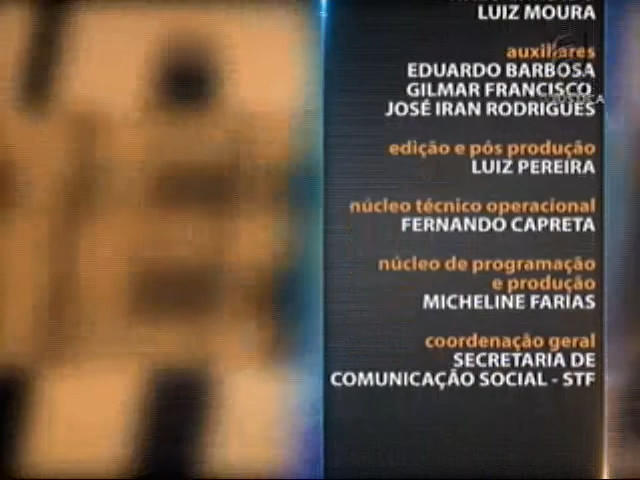 LUIZ MOURA
auxiliares
EDUARDO BARBOSA
GILMAR FRANCISCO
JOSÉ IRAN RODRIGUES
edição e pós produção
LUIZ PEREIRA
núcleo técnico operacional
FERNANDO CAPRETA
núcleo de programação
e produção
MICHELINE FARIAS
coordenação geral
SECRETARIA DE
COMUNICAÇÃO SOCIAL - STF